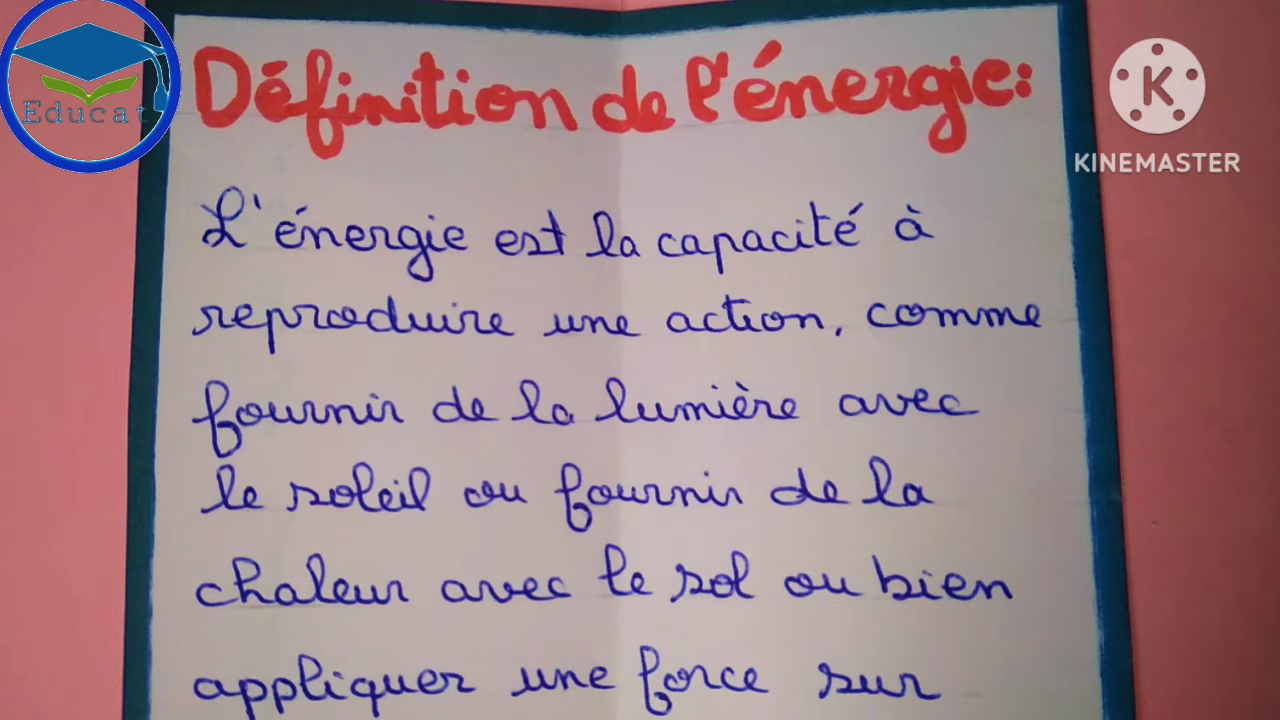 Educat
KINEMASTER
Définition de l'énergie:
L'énergie est la capacité à
reproduire une action, comme
fournir de la lumière avec
le soleil ou fournir de la
chaleur avec le sol ou bien
appliquer une force sur